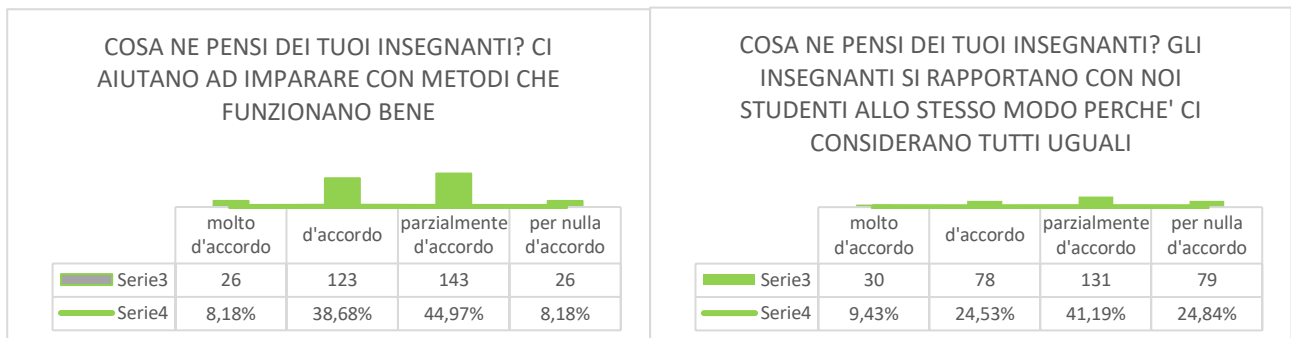 COSA NE PENSI DEI TUOI INSEGNANTI? CI
AIUTANO AD IMPARARE CON METODI CHE
FUNZIONANO BENE
molto d'accordo
d'accordo
parzialmente d'accordo
per nulla d'accordo
Serie3 26 123 143 26
Serie4 8,18% 38,68% 44,97% 8,18%
COSA NE PENSI DEI TUOI INSEGNANTI? GLI
INSEGNANTI SI RAPPORTANO CON NOI
STUDENTI ALLO STESSO MODO PERCHE' CI
CONSIDERANO TUTTI UGUALI
molto d'accordo
d'accordo
parzialmente d'accordo
per nulla d'accordo
Serie3 30 78 131 79
Serie4 9,43% 24,53% 41,19% 24,84%